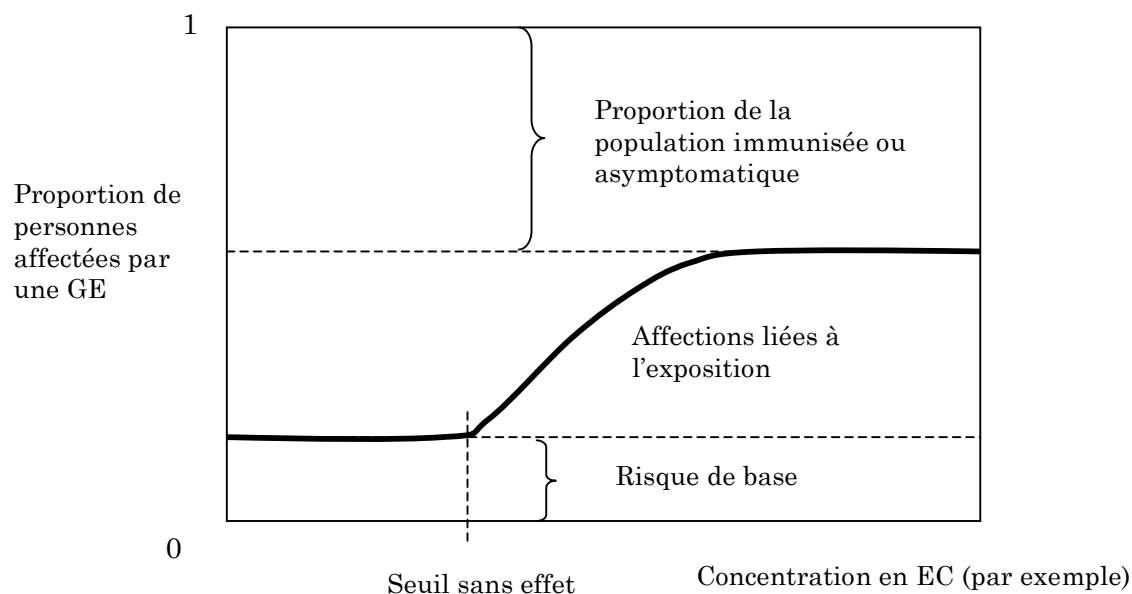 1
Proportion de la
population immunisée ou
asymptomatique
Proportion de
personnes
affectées par
une GE
Affections liées à
l'exposition
Risque de base
0
Seuil sans effet
Concentration en EC (par exemple)